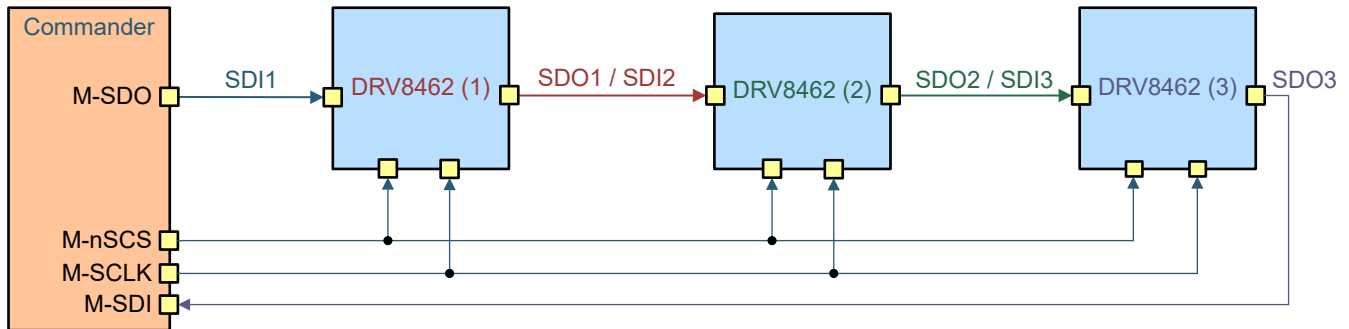 Commander
M-SDO
SDI1
DRV8462 (1)
SDO1 / SDI2
DRV8462 (2)
SDO2 / SDI3
DRV8462 (3)
SDO3
M-nSCS
M-SCLK
M-SDI